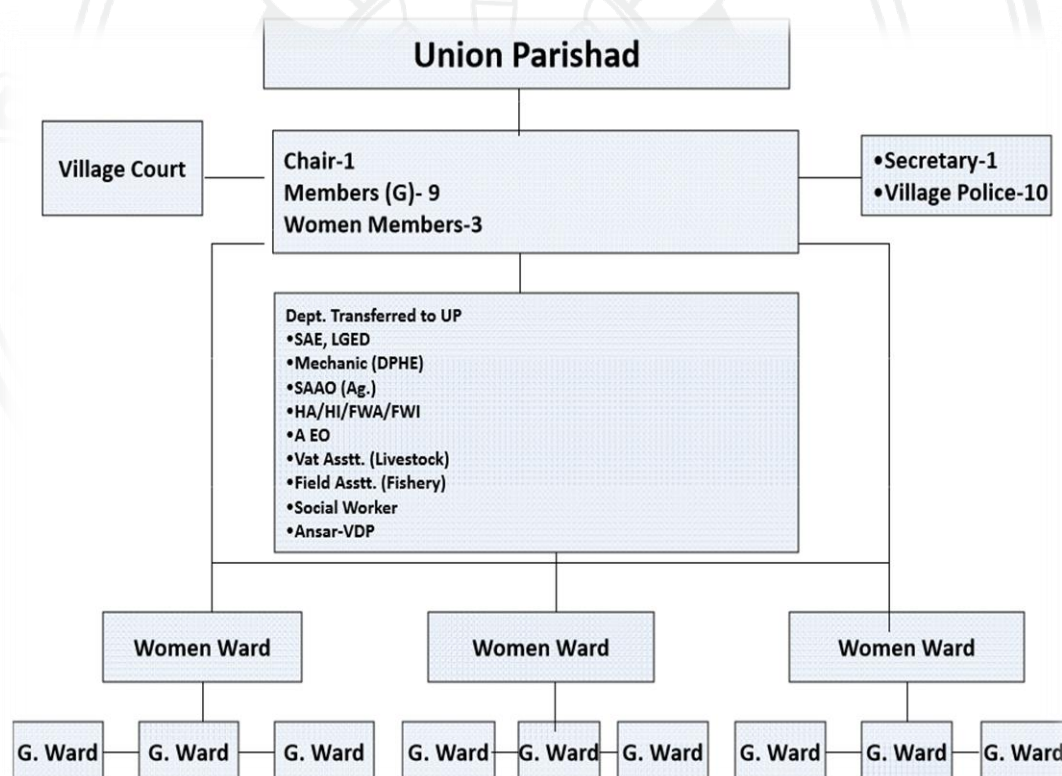 Union Parishad
Village Court
Chair-1
Members (G)- 9
Women Members-3
•Secretary-1
•Village Police-10
Dept. Transferred to UP
•SAE, LGED
•Mechanic (DPHE)
•SAAO (Ag.)
•HA/HI/FWA/FWI
•A EO
•Vat Asstt. (Livestock)
•Field Asstt. (Fishery)
•Social Worker
•Ansar-VDP
Women Ward
Women Ward
Women Ward
G. Ward
G. Ward
G. Ward
G. Ward
G. Ward
G. Ward
G. Ward
G. Ward
G. Ward